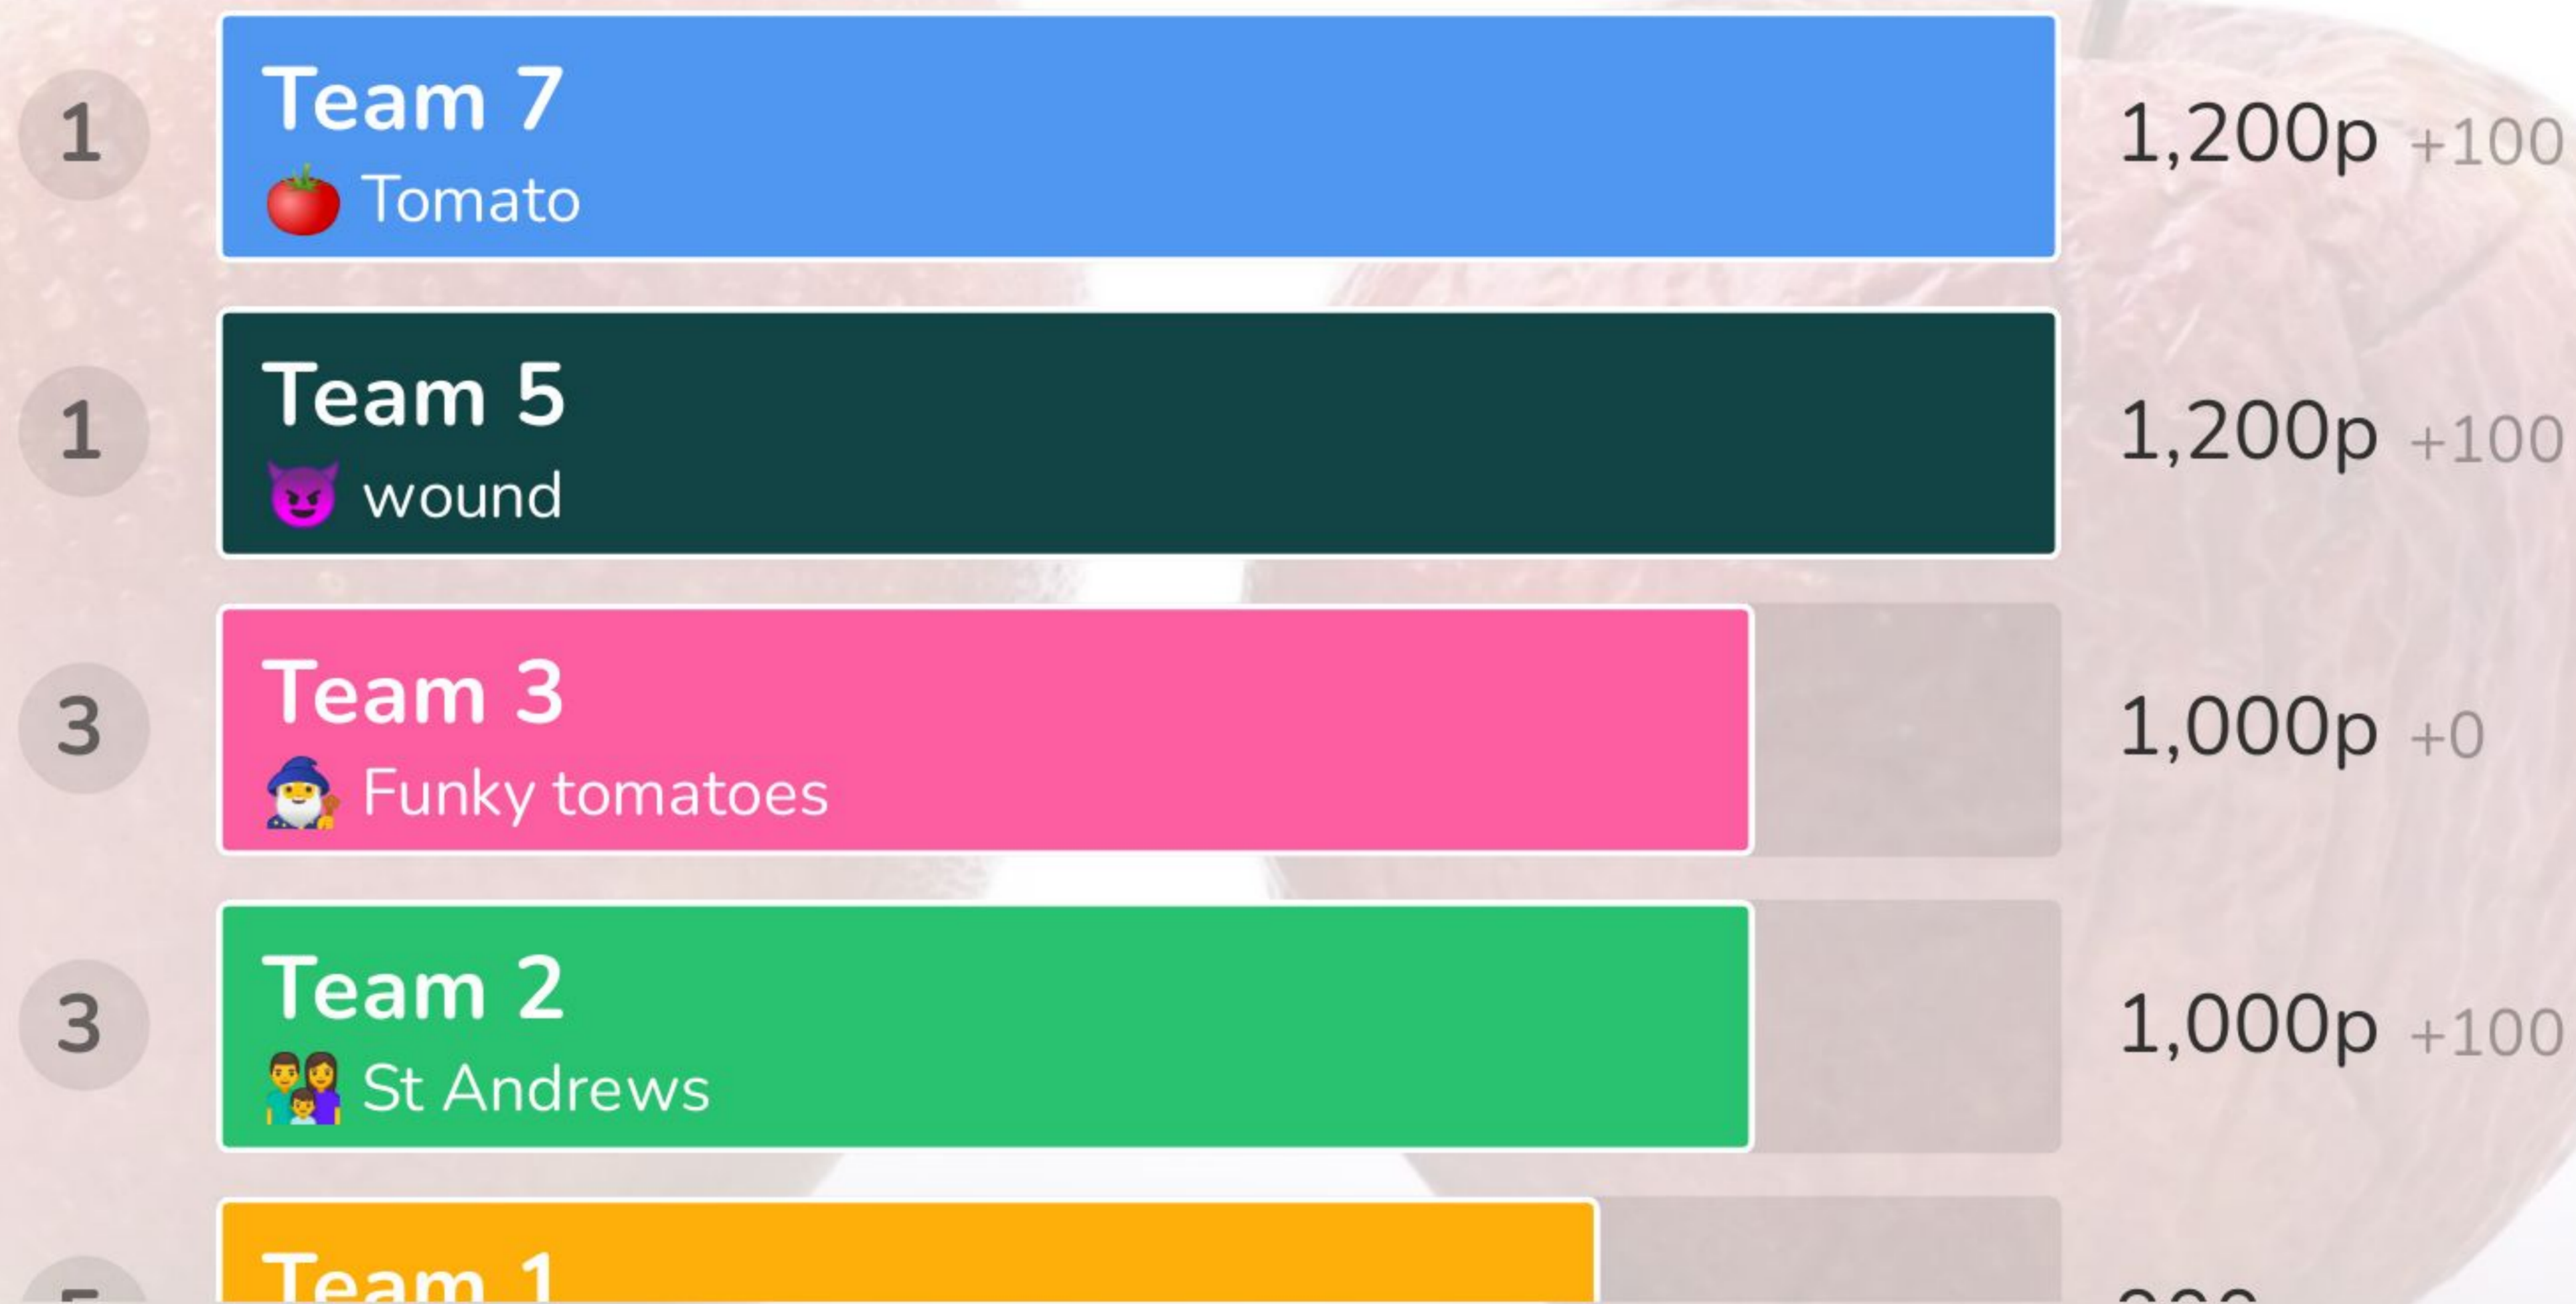 1
Team 7
Tomato
1,200p +100
1
Team 5
wound
1,200p +100
3
Team 3
Funky tomatoes
1,000p +0
3
Team 2
St Andrews
1,000p +100
Team 1